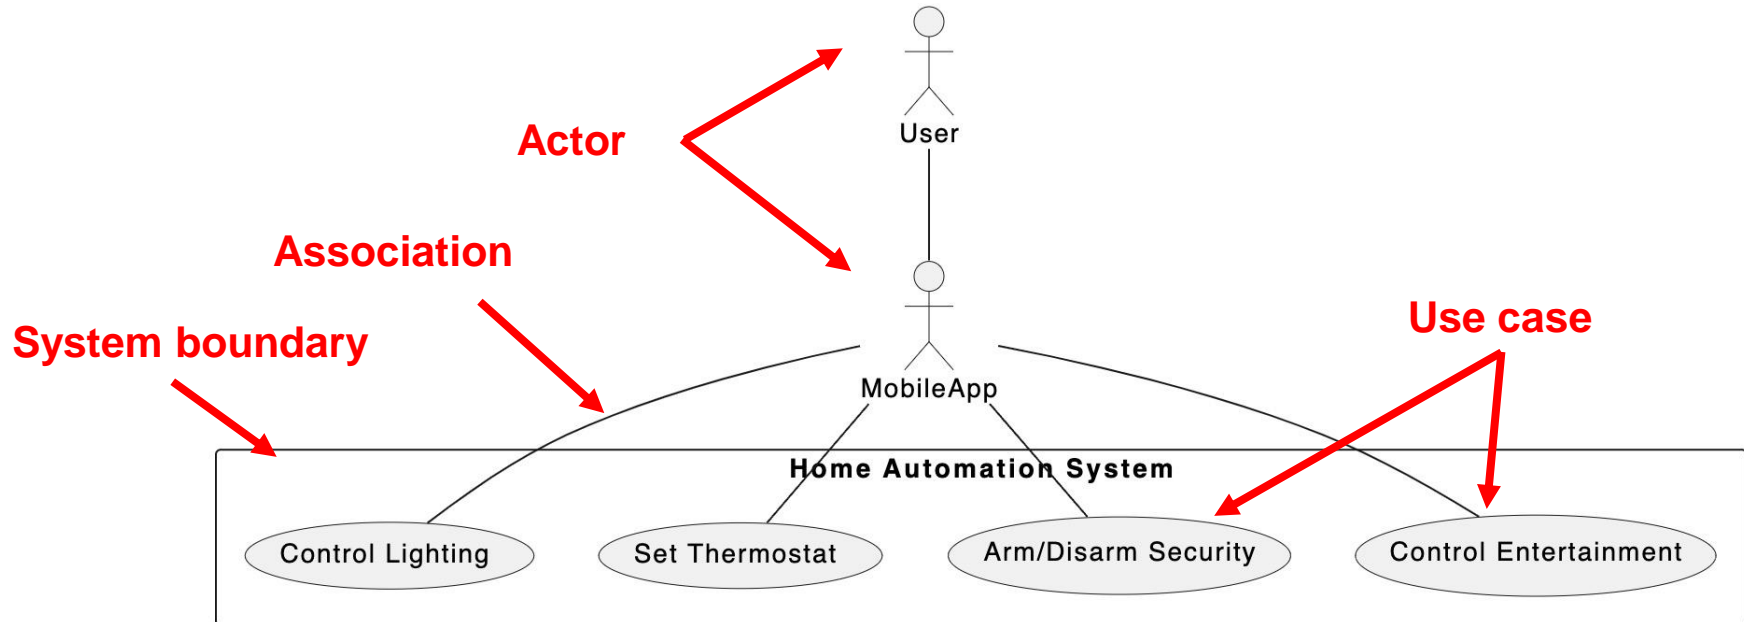 User
Actor
Association
Use case
System boundary
MobileApp
Home Automation System
Control Lighting
Set Thermostat
Arm/Disarm Security
Control Entertainment